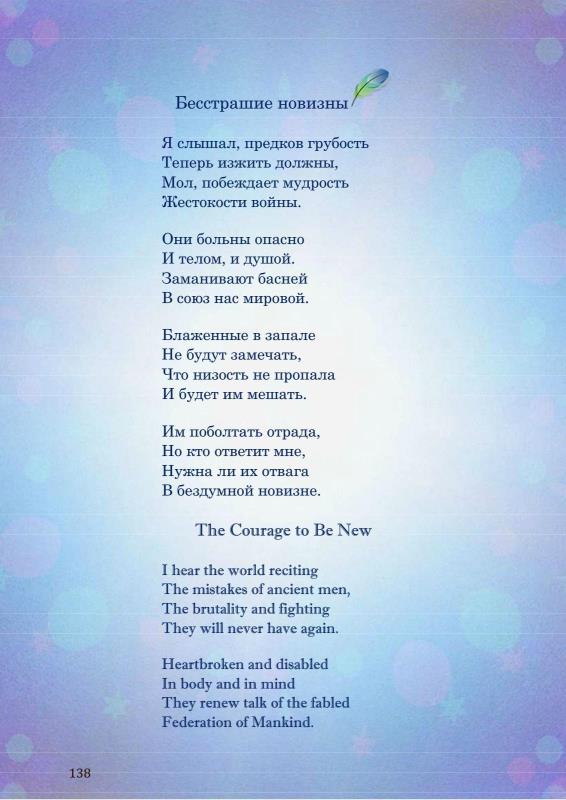 Бесстрашие новизны
Я слышал, предков грубость
Теперь изжить должны,
Мол, побеждает мудрость
Жестокости войны.
Они больны опасно
И телом, и душой.
Заманивают басней
В союз нас мировой.
Блаженные в запале
Не будут замечать,
Что низость не пропала
И будет им мешать.
Им поболтать отрада,
Но кто ответит мне,
Нужна ли их отвага
В бездумной новизне.
The Courage to Be New
I hear the world reciting
The mistakes of ancient men,
The brutality and fighting
They will never have again.
Heartbroken and disabled
In body and in mind
They renew talk of the fabled
Federation of Mankind.
138